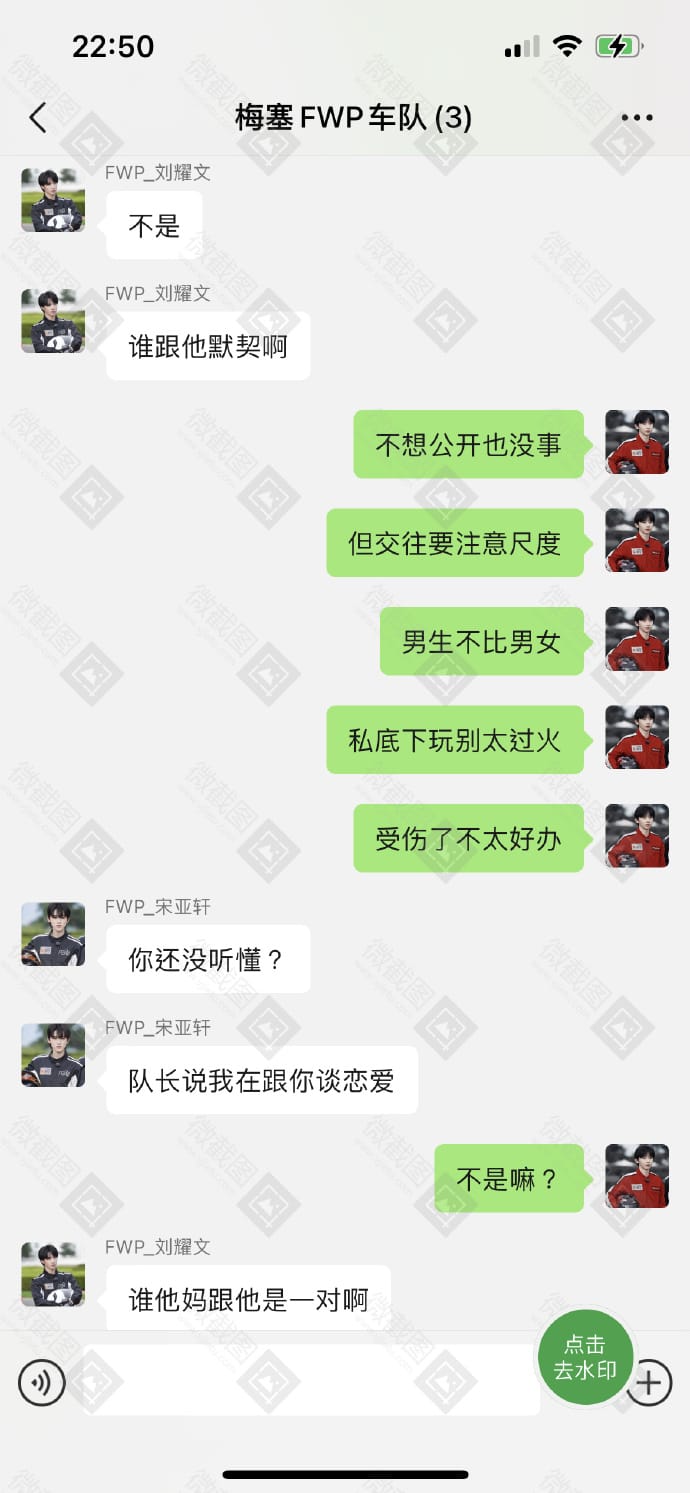 22:50
梅塞FWP车队(3)
FWP_刘耀文
不是
FWP_刘耀文
谁跟他默契啊
不想公开也没事
但交往要注意尺度
男生不比男女
私底下玩别太过火
受伤了不太好办
FWP_宋亚轩
你还没听懂？
FWP_宋亚轩
队长说我在跟你谈恋爱
不是嘛？
FWP_刘耀文
谁他妈跟他是一对啊
点击
去水印
微截图